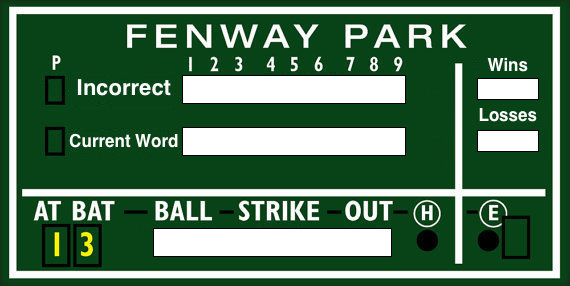 FENWAY PARK
P 1 2 3 4 5 6 7 8 9 Wins
Incorrect
Losses
Current Word
AT BAT - BALL - STRIKE - OUT - H - E
1 3